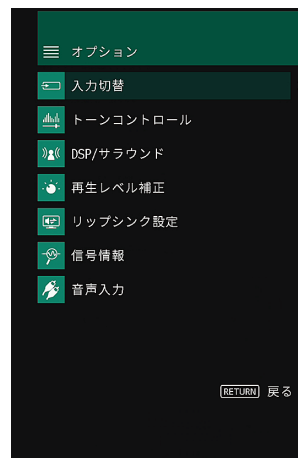 オプション
入力切替
トーンコントロール
DSP/サラウンド
再生レベル補正
リップシンク設定
信号情報
音声入力
RETURN 戻る